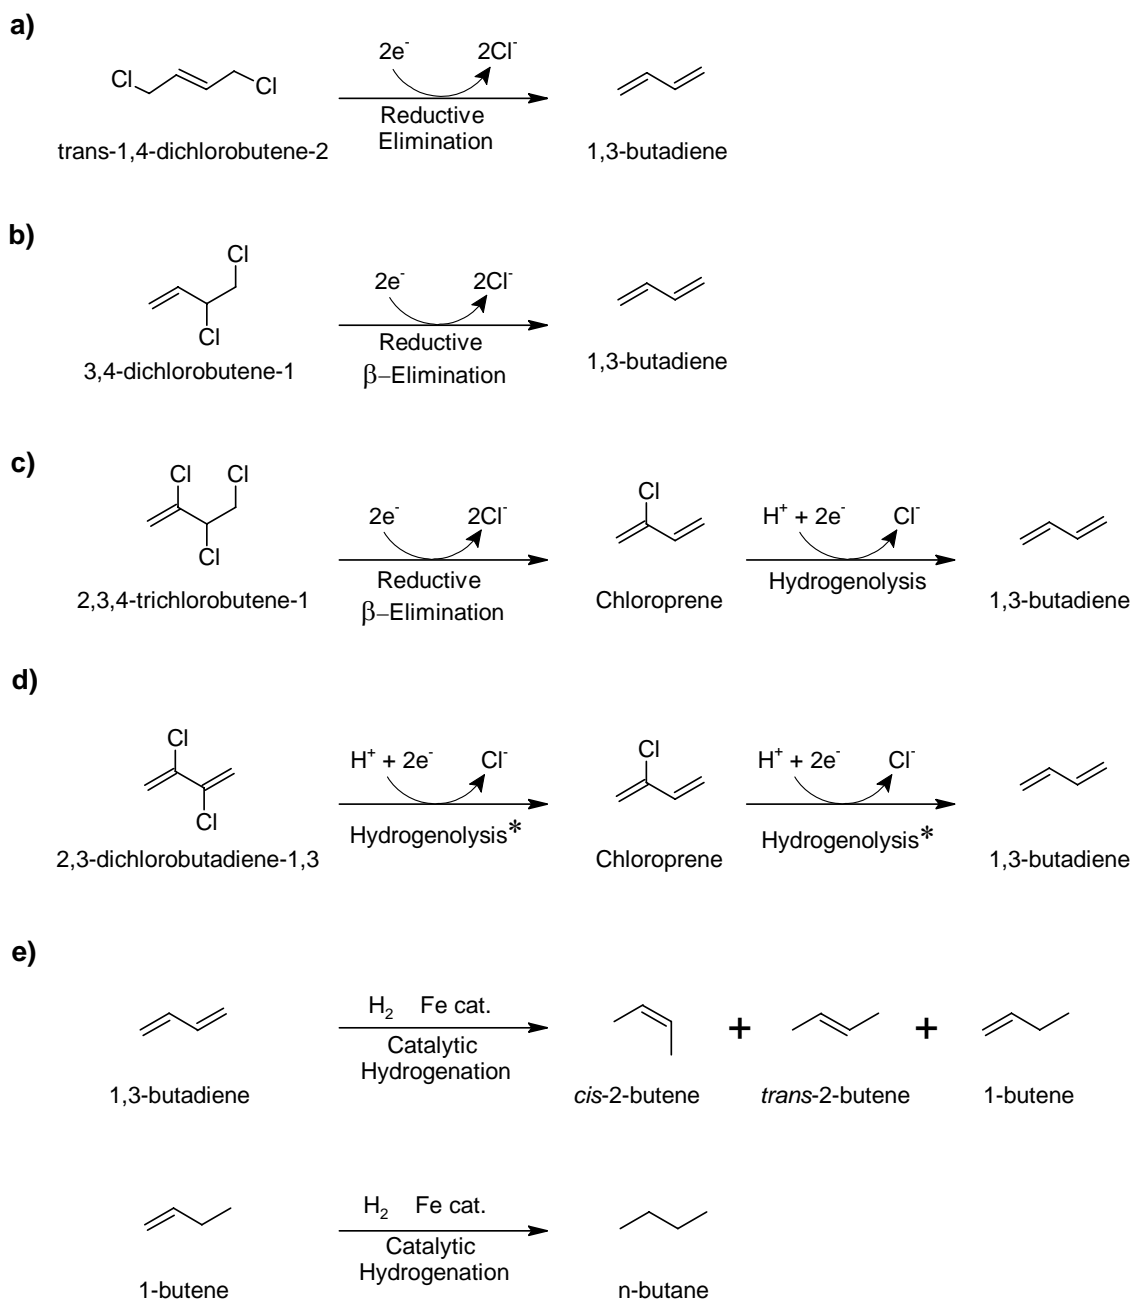 a)
2e⁻ 2Cl⁻
Cl Cl
Reductive
Elimination
trans-1,4-dichlorobutene-2 1,3-butadiene
b)
Cl
2e⁻ 2Cl⁻
Cl
Reductive
β–Elimination
3,4-dichlorobutene-1 1,3-butadiene
c)
Cl Cl
Cl
2e⁻ 2Cl⁻ H⁺ + 2e⁻ Cl⁻
Cl
Reductive Hydrogenolysis
β–Elimination
2,3,4-trichlorobutene-1 Chloroprene 1,3-butadiene
d)
Cl Cl
H⁺ + 2e⁻ Cl⁻ H⁺ + 2e⁻ Cl⁻
Cl
Hydrogenolysis* Hydrogenolysis*
2,3-dichlorobutadiene-1,3 Chloroprene 1,3-butadiene
e)
H₂ Fe cat.
+ +
Catalytic
Hydrogenation
1,3-butadiene cis-2-butene trans-2-butene 1-butene
H₂ Fe cat.
Catalytic
Hydrogenation
1-butene n-butane